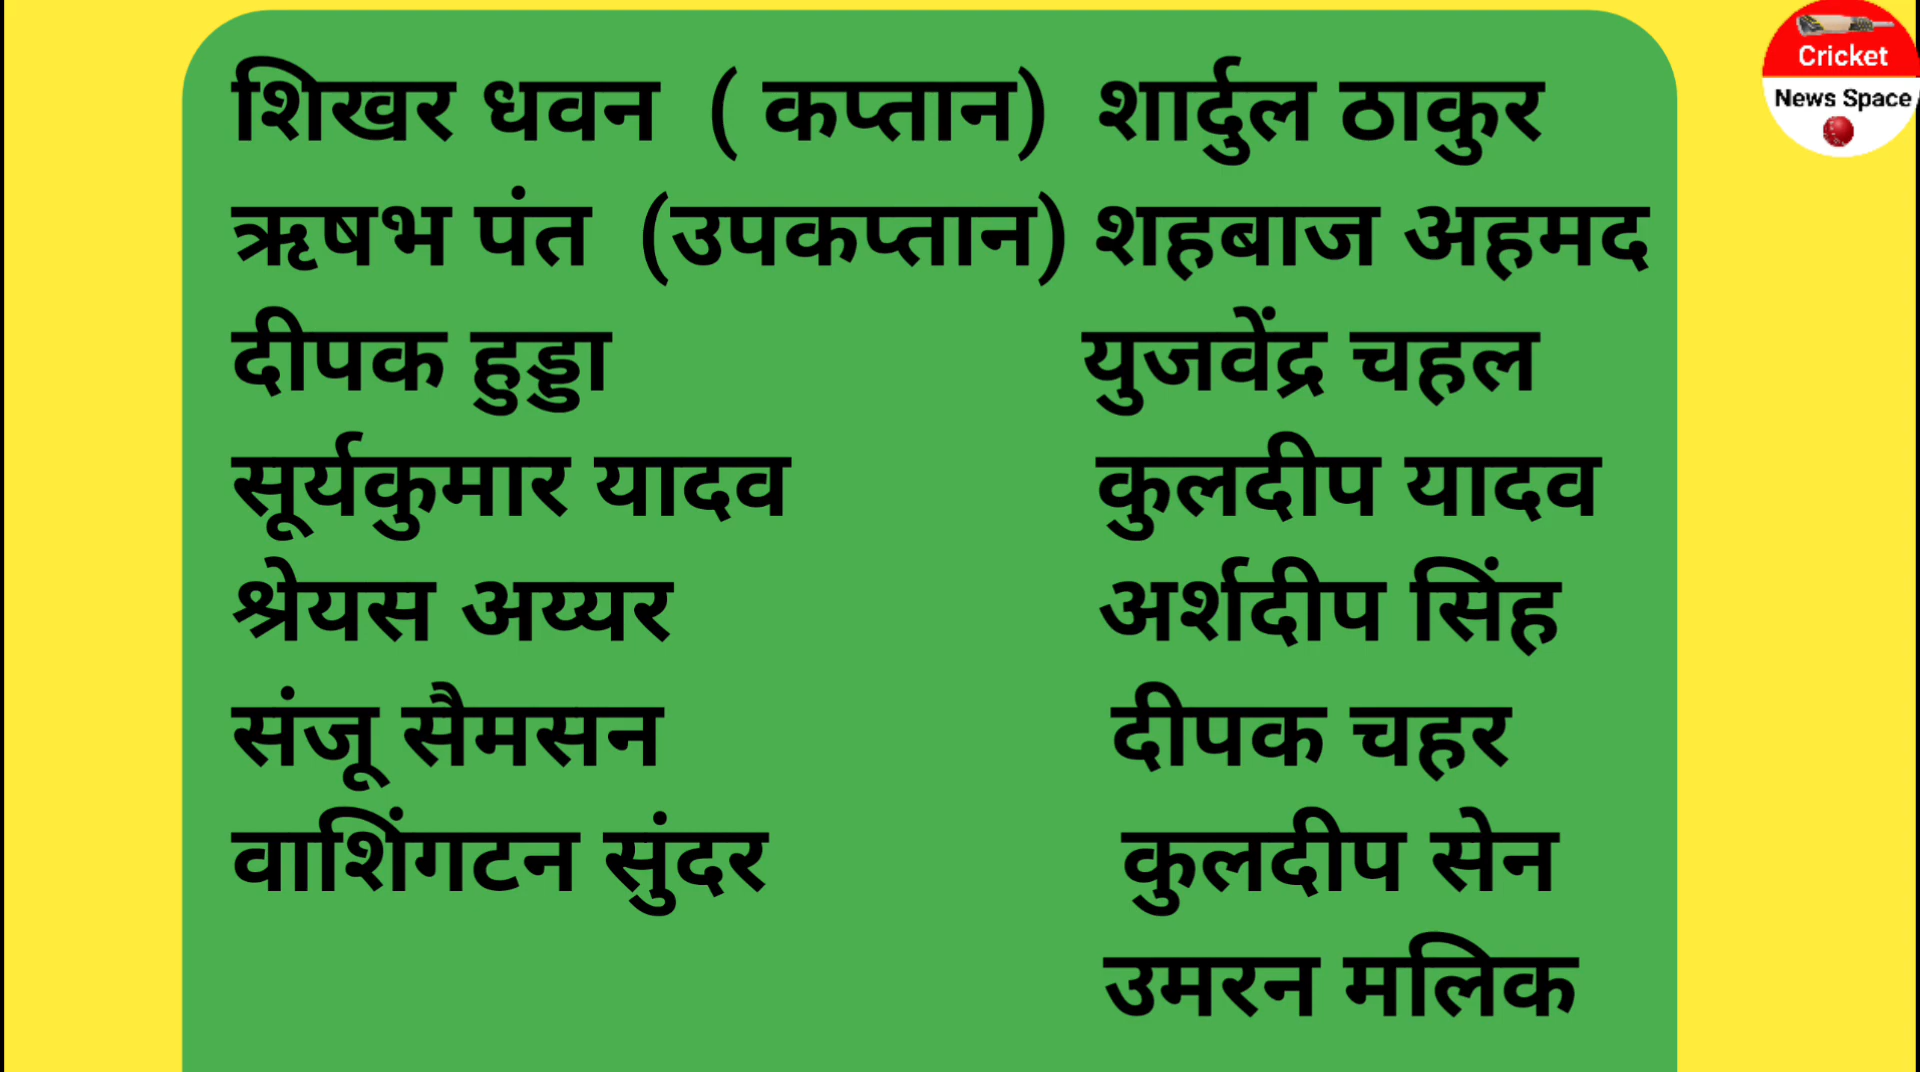 शिखर धवन ( कप्तान) शार्दुल ठाकुर
ऋषभ पंत (उपकप्तान) शहबाज अहमद
दीपक हुड्डा युजवेंद्र चहल
सूर्यकुमार यादव कुलदीप यादव
श्रेयस अय्यर अर्शदीप सिंह
संजू सैमसन दीपक चहर
वाशिंगटन सुंदर कुलदीप सेन
उमरन मलिक
Cricket
News Space